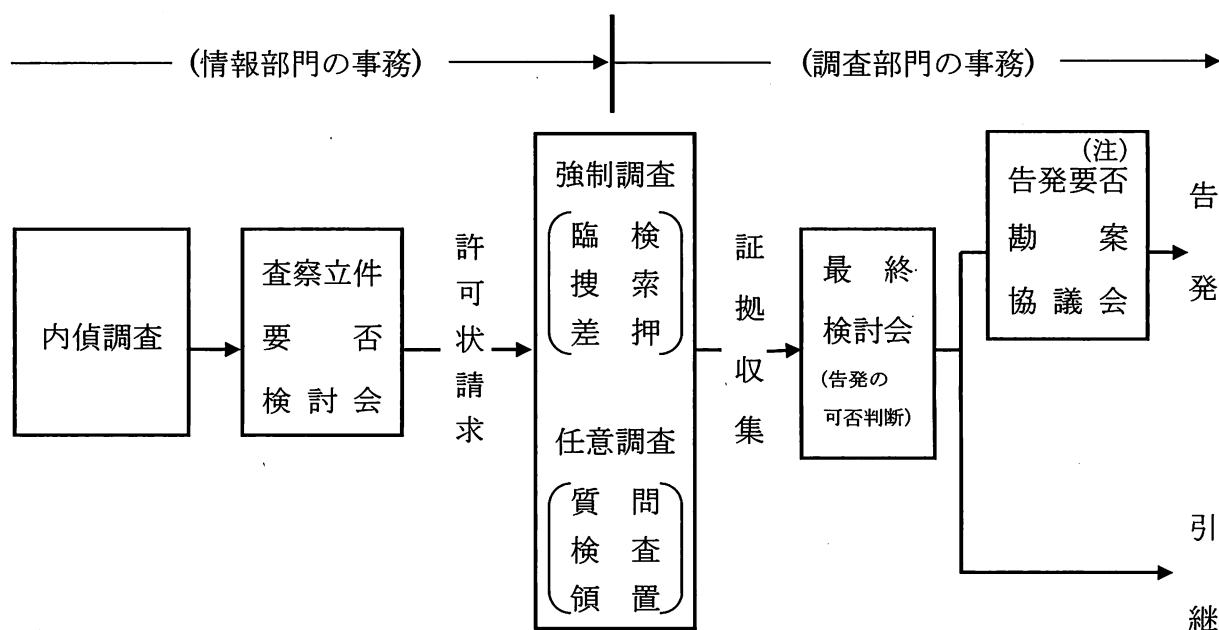 (情報部門の事務)
(調査部門の事務)
内偵調査
査察立件
要否
検討会
許可状請求
強制調査
臨検
捜索
差押
任意調査
質問
検査
領置
証拠収集
最終
検討会
(告発の
可否判断)
(注)
告発要否
勘案
協議会
告発
引継